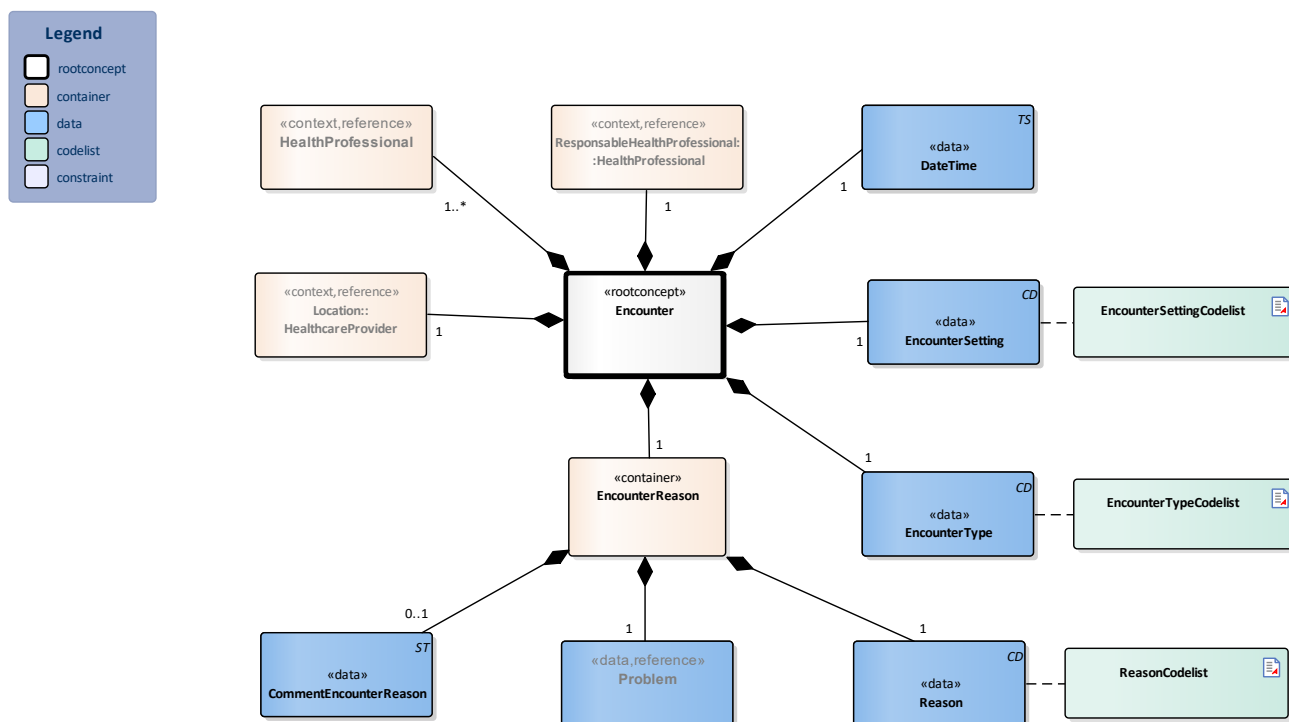 Legend
rootconcept
container
data
codelist
constraint
«context,reference»
HealthProfessional
1..*
«context,reference»
ResponsableHealthProfessional:
:HealthProfessional
1
TS
«data»
DateTime
1
«context,reference»
Location::
HealthcareProvider
1
«rootconcept»
Encounter
CD
«data»
EncounterSetting
1
EncounterSettingCodelist
1
«container»
EncounterReason
1
CD
«data»
EncounterType
EncounterTypeCodelist
0..1
ST
«data»
CommentEncounterReason
1
«data,reference»
Problem
1
CD
«data»
Reason
ReasonCodelist